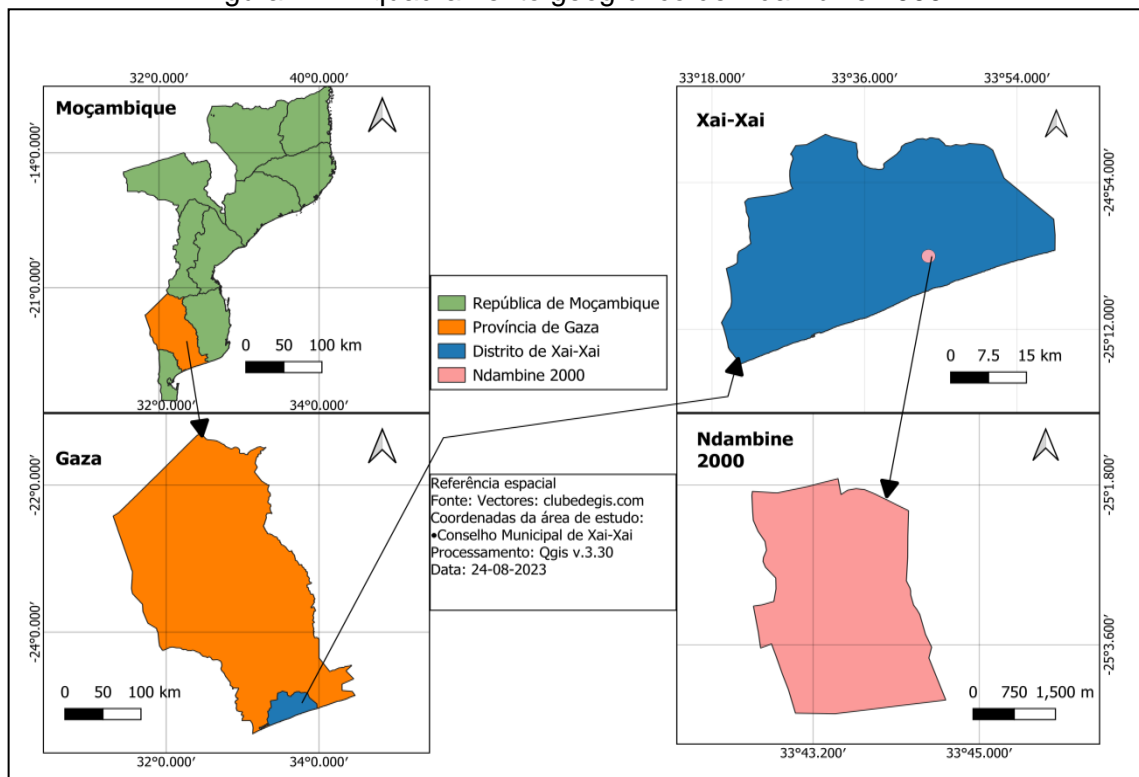 32°0.000′ 40°0.000′
Moçambique
-14°0.000′
-21°0.000′
0 50 100 km
32°0.000′ 34°0.000′
33°18.000′ 33°36.000′ 33°54.000′
Xai-Xai
-24°54.000′
-25°12.000′
0 7.5 15 km
República de Moçambique
Província de Gaza
Distrito de Xai-Xai
Ndambine 2000
Gaza
-22°0.000′
-24°0.000′
0 50 100 km
32°0.000′ 34°0.000′
Referência espacial
Fonte: Vectores: clubedegis.com
Coordenadas da área de estudo:
•Conselho Municipal de Xai-Xai
Processamento: Qgis v.3.30
Data: 24-08-2023
Ndambine
2000
-25°1.800′
-25°3.600′
0 750 1,500 m
33°43.200′ 33°45.000′